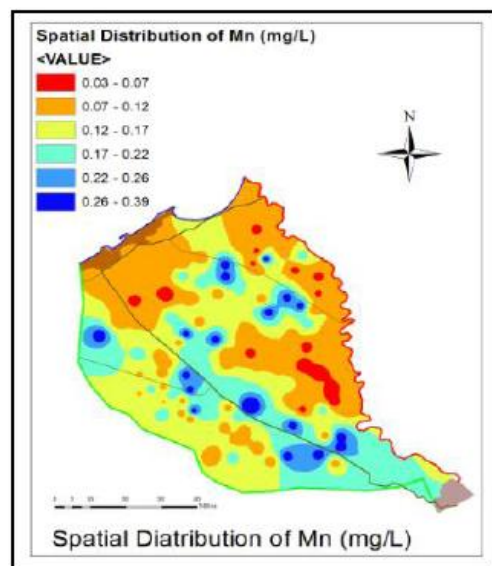 Spatial Distribution of Mn (mg/L)
<VALUE>
0.03 - 0.07
0.07 - 0.12
0.12 - 0.17
0.17 - 0.22
0.22 - 0.26
0.26 - 0.39
N
Spatial Diatribution of Mn (mg/L)